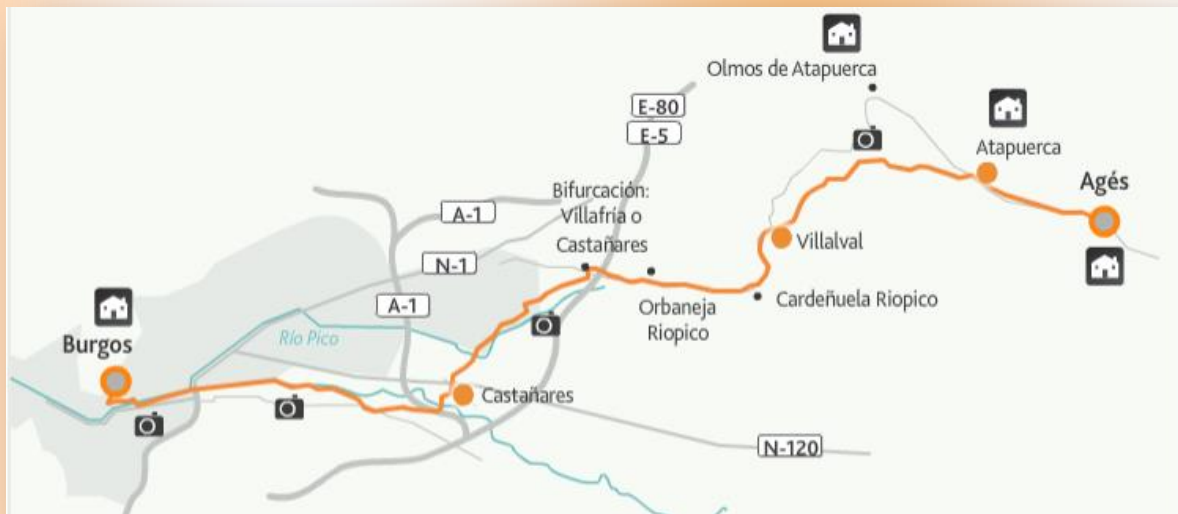 Olmos de Atapuerca
E-80
E-5
Atapuerca
Agés
Bifurcación:
Villafría o
Castañares
A-1
N-1
Villalval
A-1
Orbaneja
Riopico
Cardeñuela Riopico
Río Pico
Burgos
Castañares
N-120